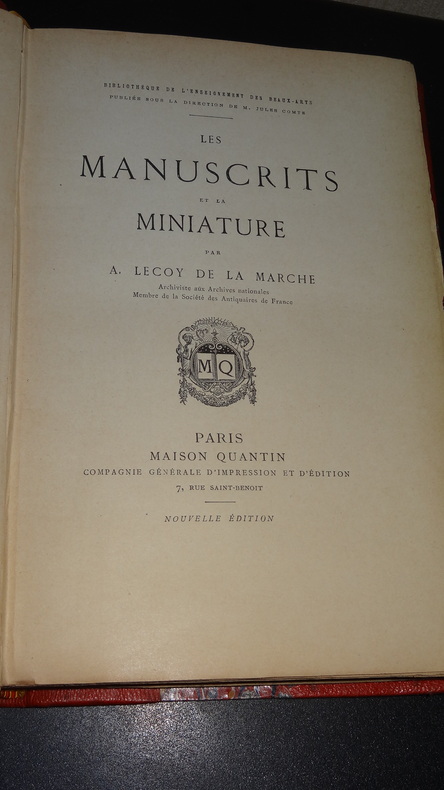 BIBLIOTHÈQUE DE L'ENSEIGNEMENT DES BEAUX-ARTS
PUBLIÉE SOUS LA DIRECTION DE M. JULES COMTE
LES
MANUSCRITS
ET LA
MINIATURE
PAR
A. LECOY DE LA MARCHE
Archiviste aux Archives nationales
Membre de la Société des Antiquaires de France
M Q
PARIS
MAISON QUANTIN
COMPAGNIE GÉNÉRALE D'IMPRESSION ET D'ÉDITION
7, RUE SAINT-BENOIT
NOUVELLE ÉDITION